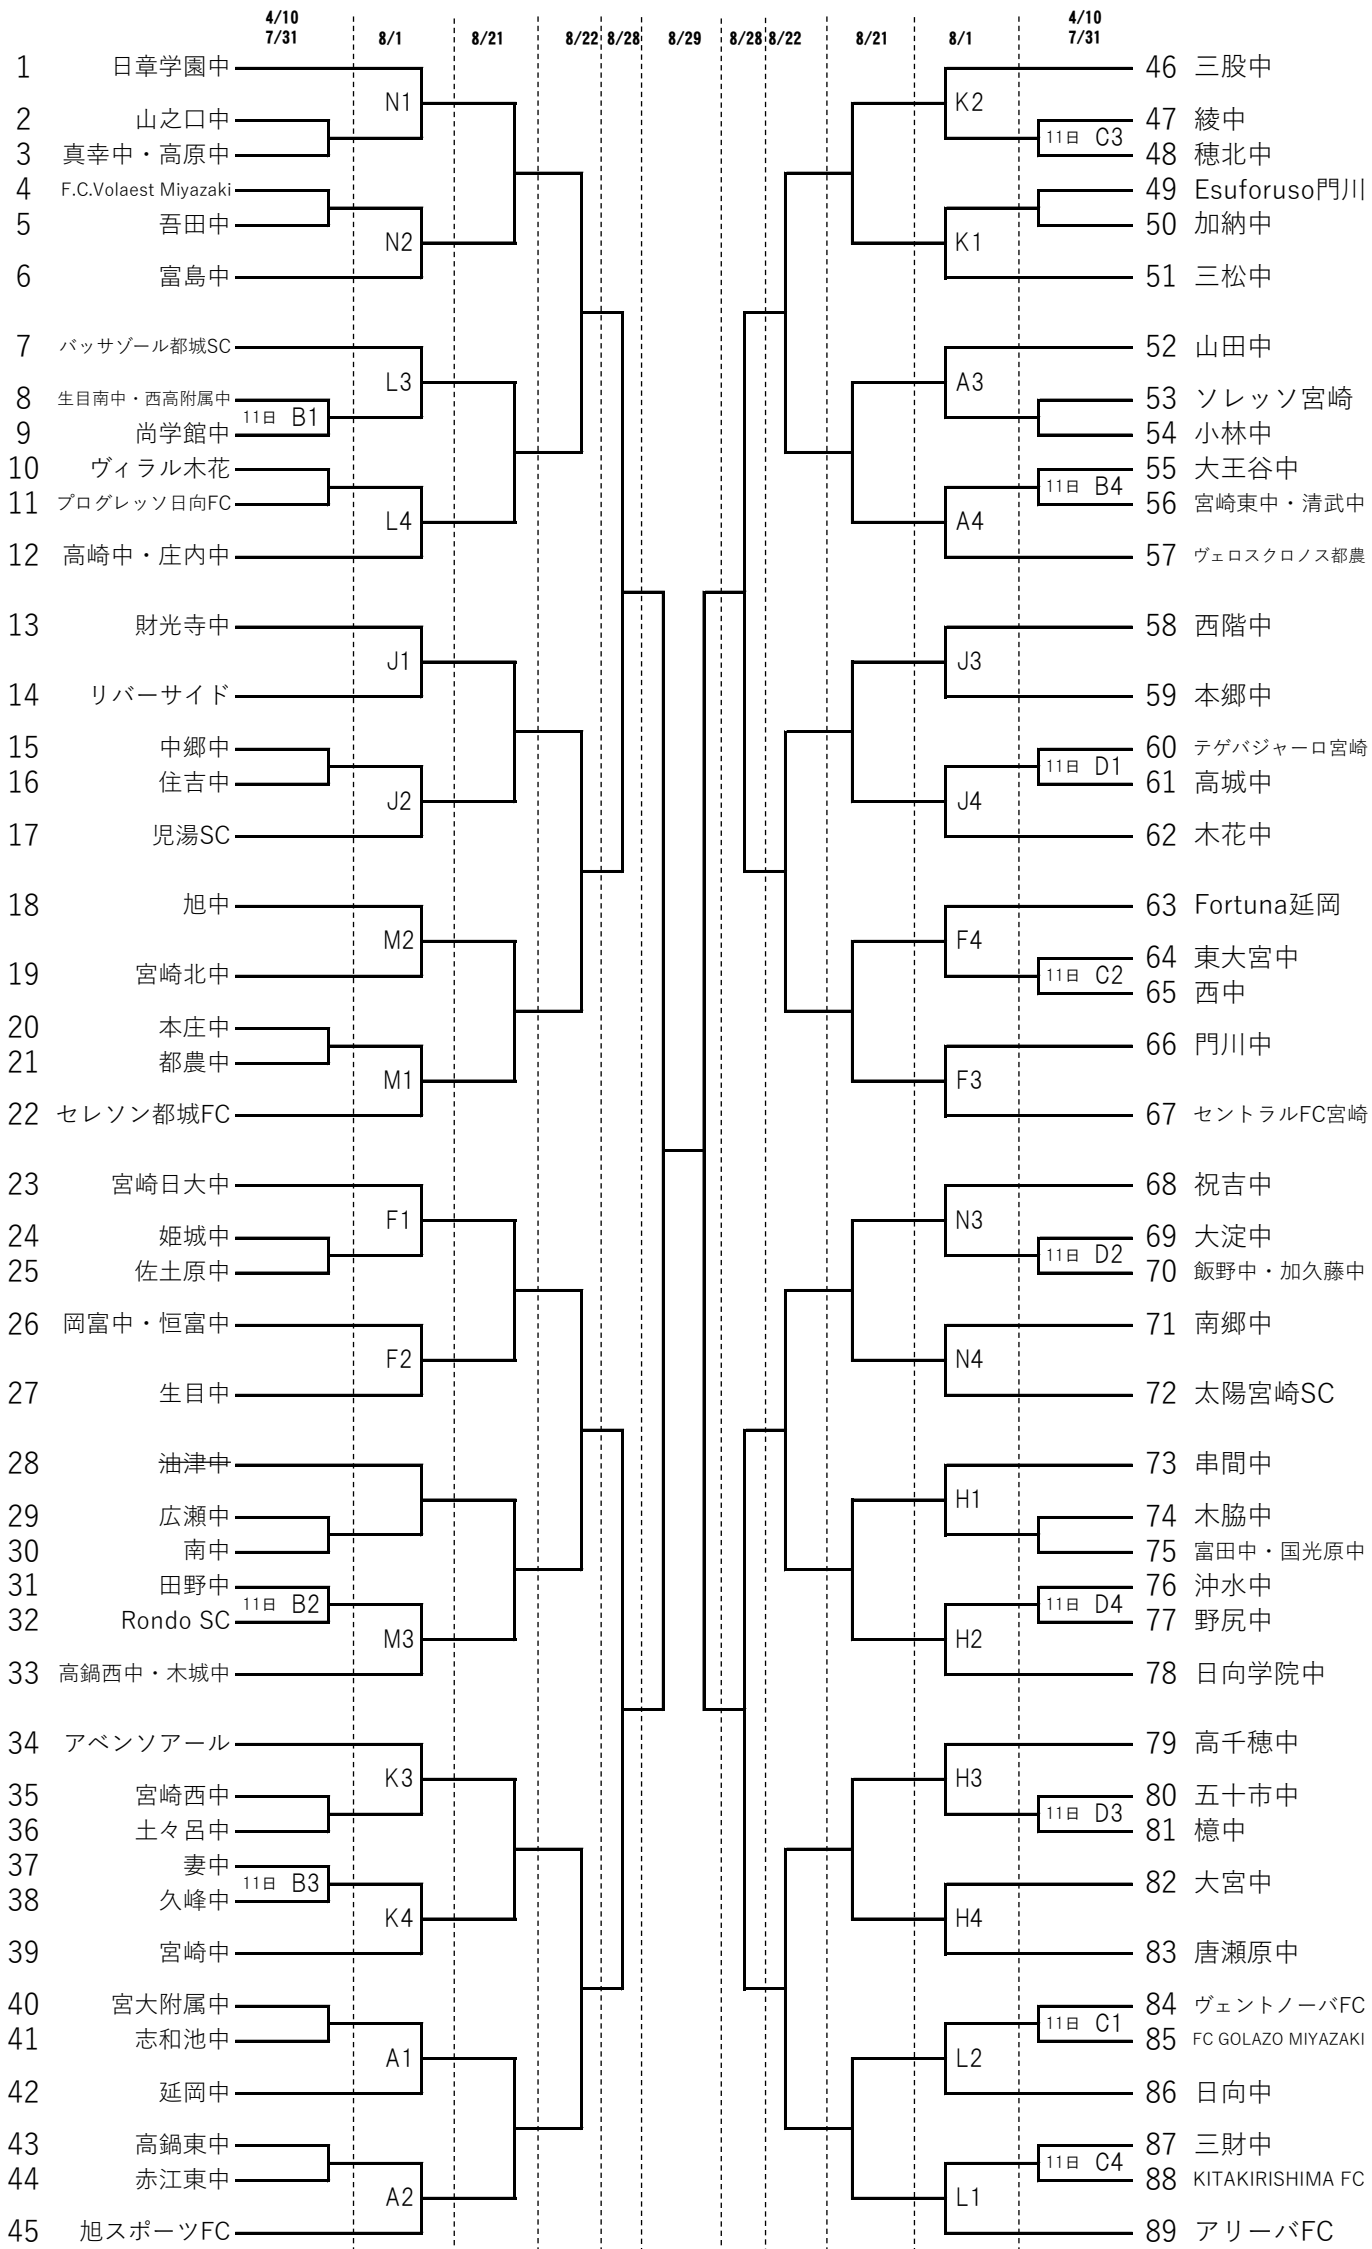 4/10
7/31 8/1 8/21 8/22 8/28 8/29 8/28 8/22 8/21 8/1 4/10
7/31
1 日章学園中
N1
2 山之口中
3 真幸中・高原中
4 F.C.Volaest Miyazaki
5 吾田中
N2
6 富島中
7 バッサゾール都城SC
L3
8 生目南中・西高附属中
11日 B1
9 尚学館中
10 ヴィラル木花
11 プログレッソ日向FC
L4
12 高崎中・庄内中
13 財光寺中
J1
14 リバーサイド
15 中郷中
16 住吉中
J2
17 児湯SC
18 旭中
M2
19 宮崎北中
20 本庄中
21 都農中
M1
22 セレソン都城FC
23 宮崎日大中
F1
24 姫城中
25 佐土原中
26 岡富中・恒富中
F2
27 生目中
28 油津中
29 広瀬中
30 南中
31 田野中
11日 B2
32 Rondo SC
M3
33 高鍋西中・木城中
34 アベンソアール
K3
35 宮崎西中
36 土々呂中
37 妻中
11日 B3
38 久峰中
K4
39 宮崎中
40 宮大附属中
41 志和池中
A1
42 延岡中
43 高鍋東中
44 赤江東中
A2
45 旭スポーツFC
46 三股中
K2
47 綾中
11日 C3
48 穂北中
49 Esuforuso門川
50 加納中
K1
51 三松中
52 山田中
A3
53 ソレッソ宮崎
54 小林中
55 大王谷中
11日 B4
56 宮崎東中・清武中
A4
57 ヴェロスクロノス都農
58 西階中
J3
59 本郷中
60 テゲバジャーロ宮崎
11日 D1
61 高城中
J4
62 木花中
63 Fortuna延岡
F4
64 東大宮中
11日 C2
65 西中
66 門川中
F3
67 セントラルFC宮崎
68 祝吉中
N3
69 大淀中
11日 D2
70 飯野中・加久藤中
71 南郷中
N4
72 太陽宮崎SC
73 串間中
H1
74 木脇中
75 富田中・国光原中
76 沖水中
11日 D4
77 野尻中
H2
78 日向学院中
79 高千穂中
H3
80 五十市中
11日 D3
81 檍中
82 大宮中
H4
83 唐瀬原中
84 ヴェントノーバFC
11日 C1
85 FC GOLAZO MIYAZAKI
L2
86 日向中
87 三財中
11日 C4
88 KITAKIRISHIMA FC
L1
89 アリーバFC